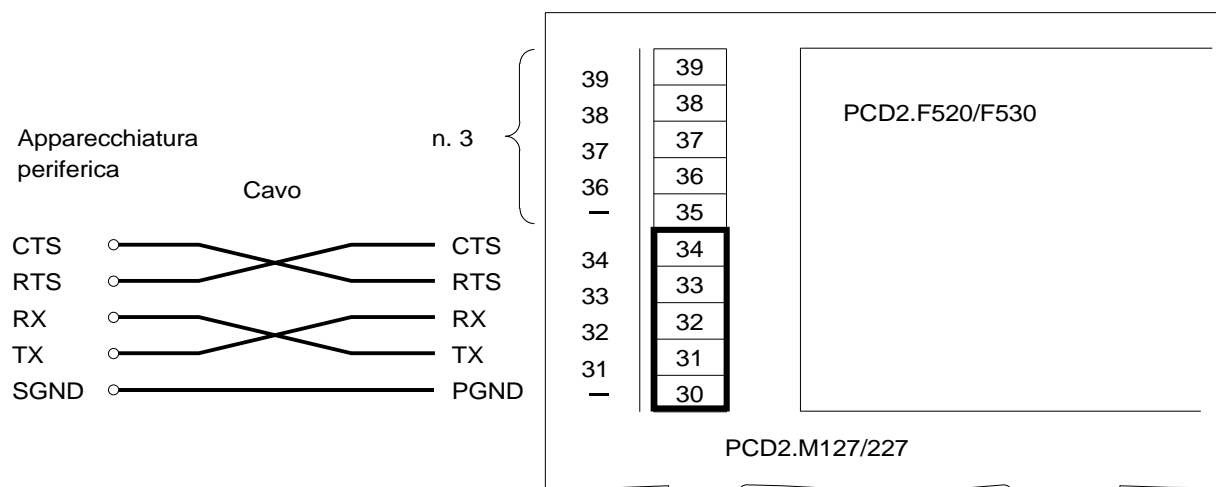 Apparecchiatura
periferica
Cavo
n. 3
CTS
RTS
RX
TX
SGND
CTS
RTS
RX
TX
PGND
39
38
37
36
–
34
33
32
31
–
39
38
37
36
35
34
33
32
31
30
PCD2.F520/F530
PCD2.M127/227